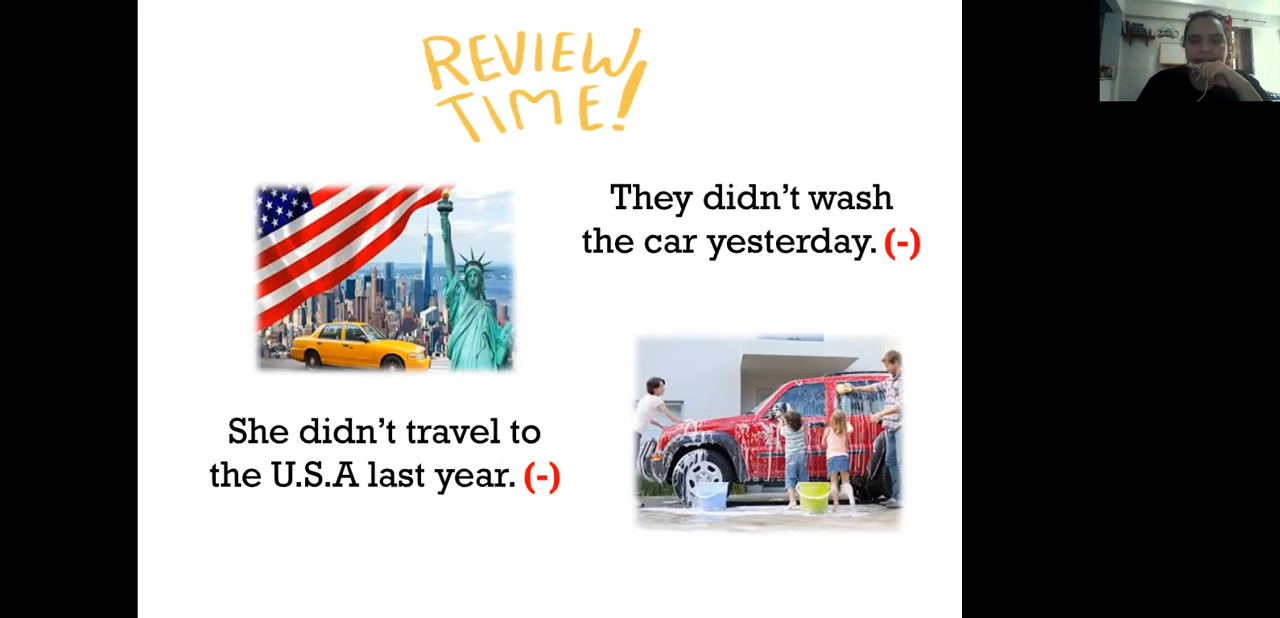 REVIEW
TIME!
They didn't wash
the car yesterday. (-)
She didn't travel to
the U.S.A last year. (-)